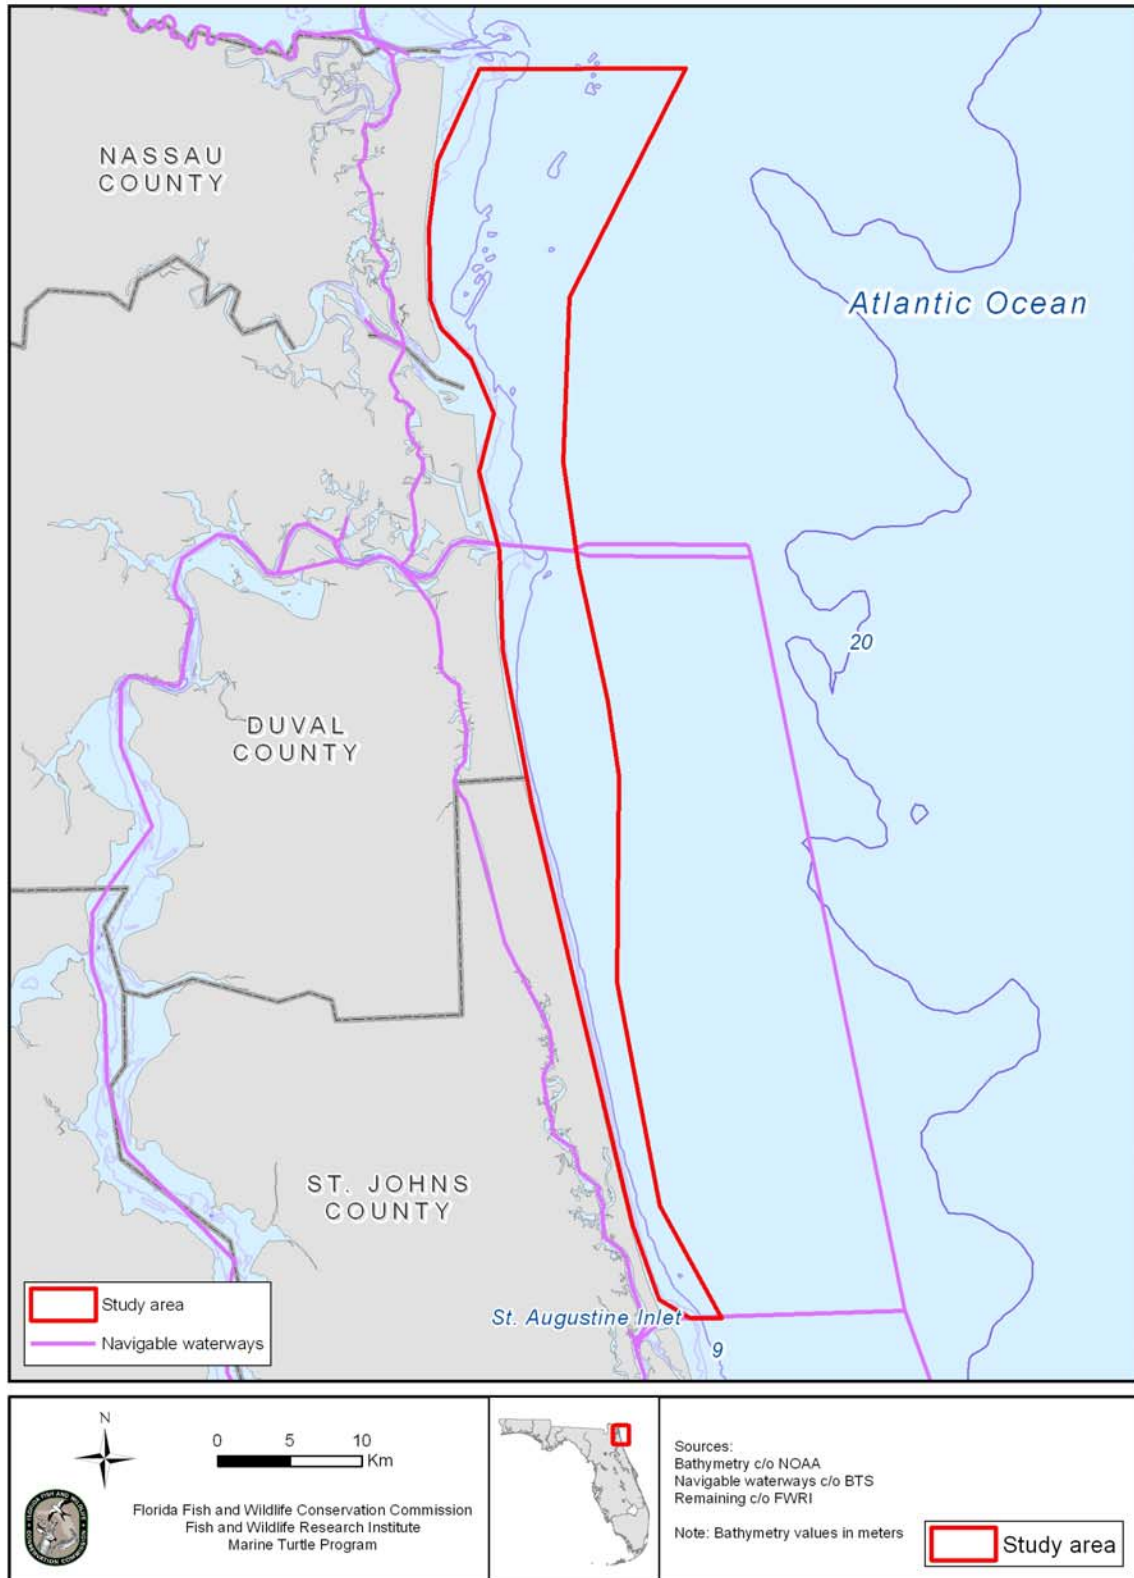 NASSAU
COUNTY
Atlantic Ocean
20
DUVAL
COUNTY
ST. JOHNS
COUNTY
St. Augustine Inlet
9
Study area
Navigable waterways
N
0 5 10
Km
Florida Fish and Wildlife Conservation Commission
Fish and Wildlife Research Institute
Marine Turtle Program
Sources:
Bathymetry c/o NOAA
Navigable waterways c/o BTS
Remaining c/o FWRI
Note: Bathymetry values in meters
Study area